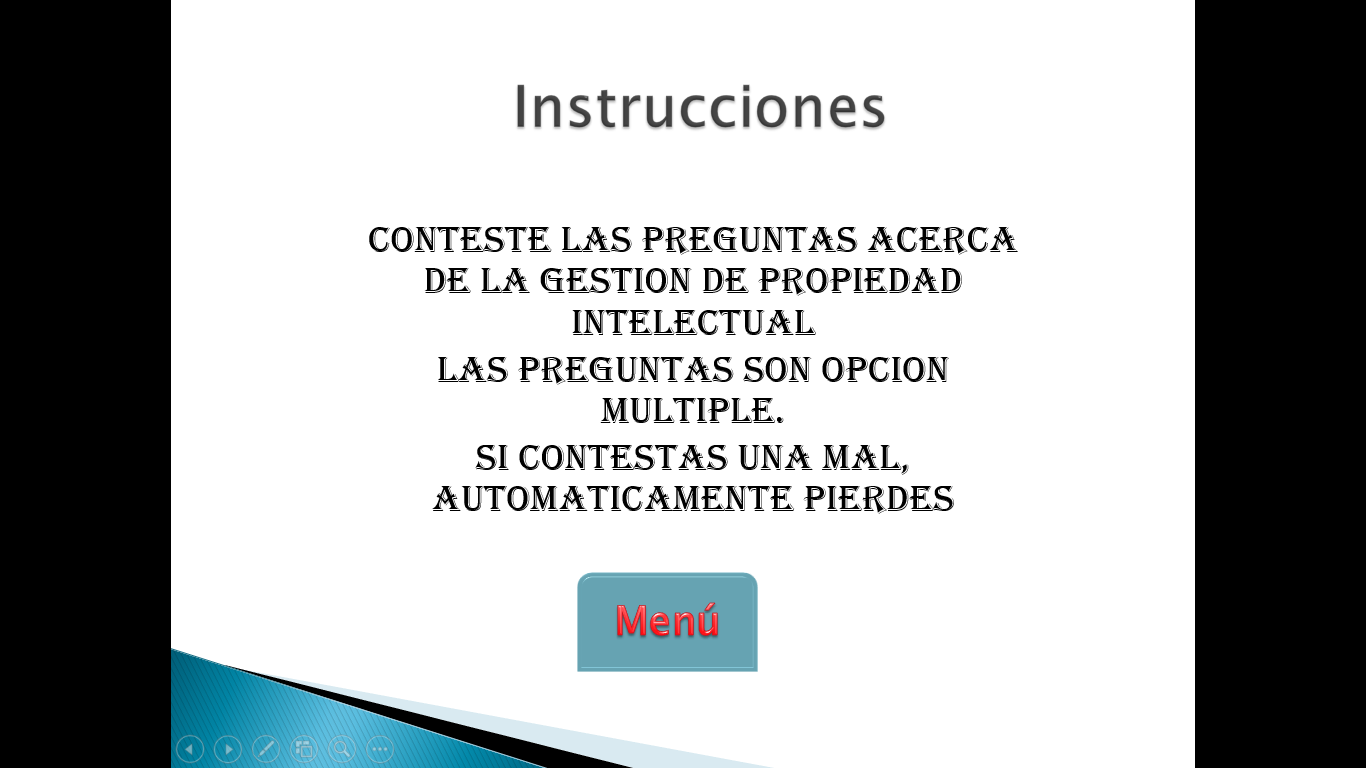 Instrucciones
CONTESTE LAS PREGUNTAS ACERCA
DE LA GESTION DE PROPIEDAD
INTELECTUAL
LAS PREGUNTAS SON OPCION
MULTIPLE.
SI CONTESTAS UNA MAL,
AUTOMATICAMENTE PIERDES
Menú